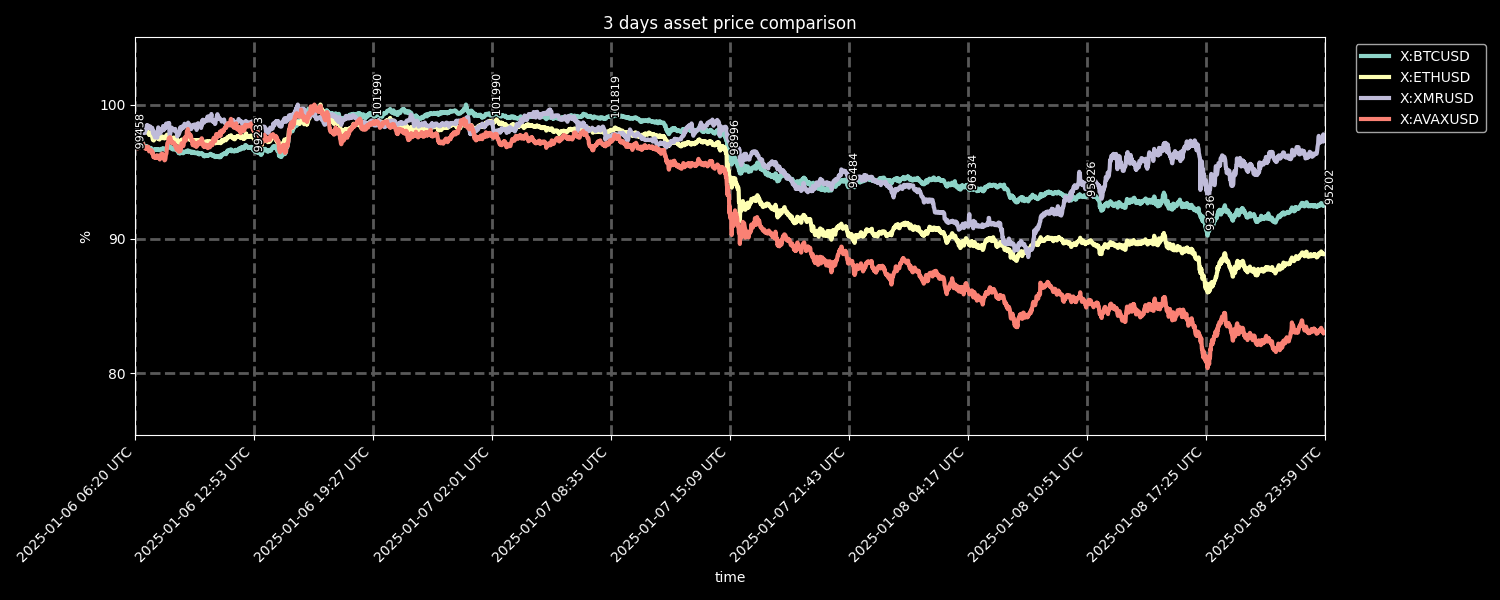 3 days asset price comparison
X:BTCUSD
X:ETHUSD
X:XMRUSD
X:AVAXUSD
100
90
80
%
99458
99233
101990
101990
101819
98996
96484
96334
95826
93236
95202
2025-01-06 06:20 UTC
2025-01-06 12:53 UTC
2025-01-06 19:27 UTC
2025-01-07 02:01 UTC
2025-01-07 08:35 UTC
2025-01-07 15:09 UTC
2025-01-07 21:43 UTC
2025-01-08 04:17 UTC
2025-01-08 10:51 UTC
2025-01-08 17:25 UTC
2025-01-08 23:59 UTC
time